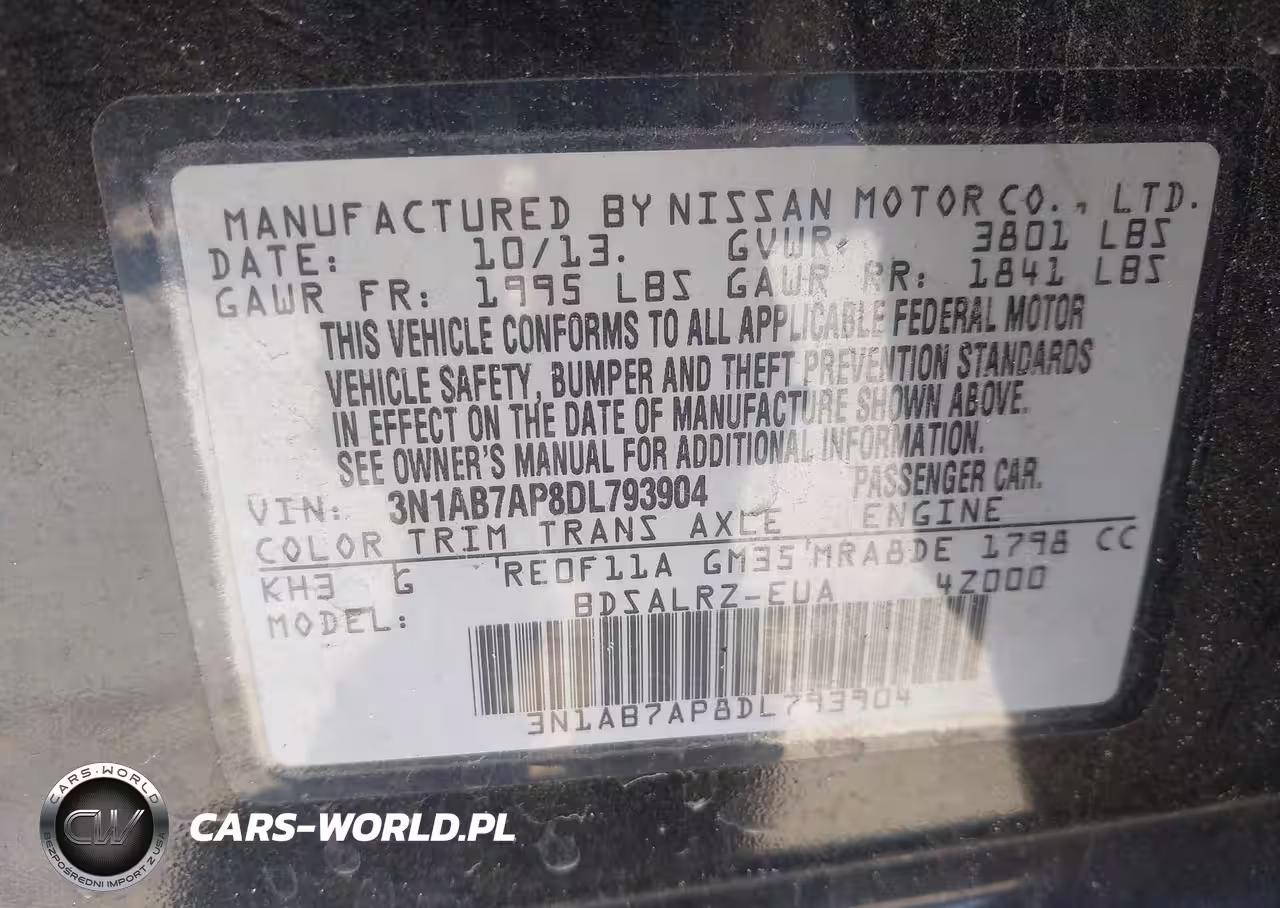 MANUFACTURED BY NISSAN MOTOR CO., LTD.
DATE: 10/13. GVWR. 3801 LBS
GAWR FR: 1995 LBS GAWR RR: 1841 LBS
THIS VEHICLE CONFORMS TO ALL APPLICABLE FEDERAL MOTOR
VEHICLE SAFETY, BUMPER AND THEFT PREVENTION STANDARDS
IN EFFECT ON THE DATE OF MANUFACTURE SHOWN ABOVE.
SEE OWNER'S MANUAL FOR ADDITIONAL INFORMATION.
VIN: 3N1AB7AP8DL793904 PASSENGER CAR.
COLOR TRIM TRANS AXLE ENGINE
KH3 G RE0F11A GM35 MRA8DE 1798 CC
MODEL: BDSALRZ-EUA 4Z000
3N1AB7AP8DL793904
CARS-WORLD
CW
BEZPOŚREDNI IMPORT Z USA
CARS-WORLD.PL